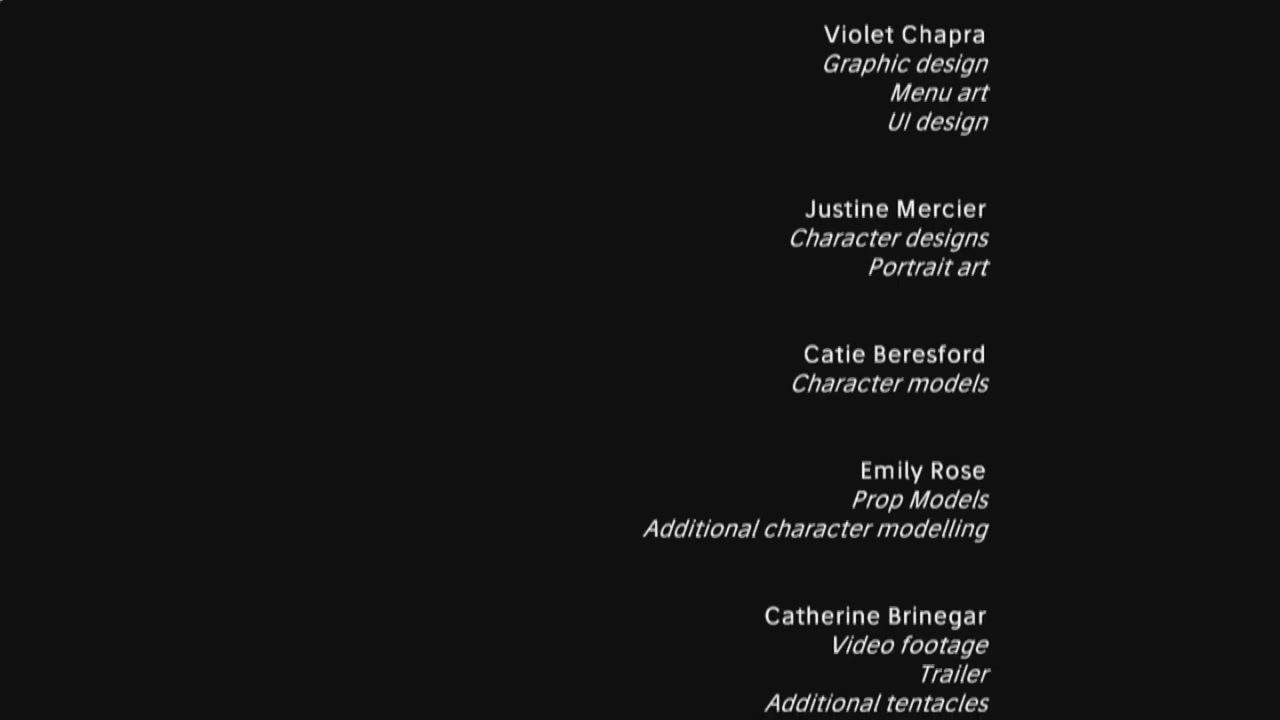 Violet Chapra
Graphic design
Menu art
UI design
Justine Mercier
Character designs
Portrait art
Catie Beresford
Character models
Emily Rose
Prop Models
Additional character modelling
Catherine Brinegar
Video footage
Trailer
Additional tentacles